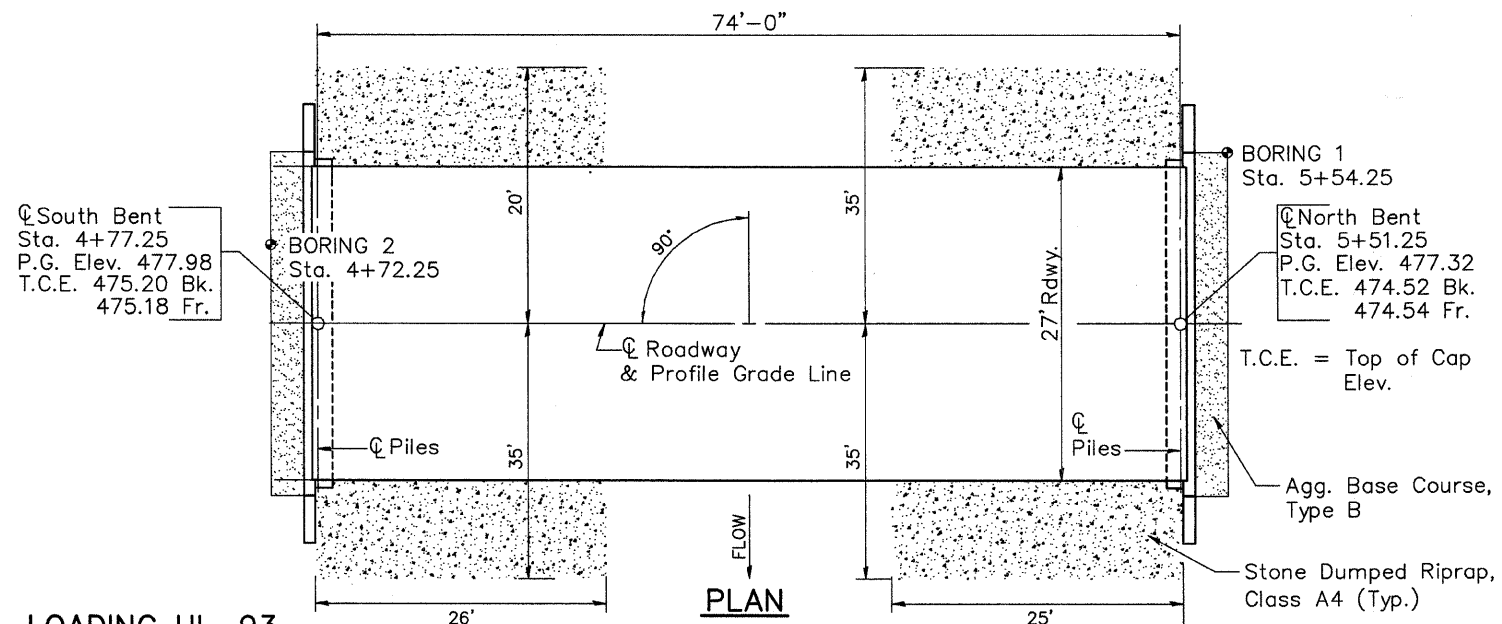 74'-0"
20'
35'
BORING 1
Sta. 5+54.25
℄ South Bent
Sta. 4+77.25
P.G. Elev. 477.98
T.C.E. 475.20 Bk.
475.18 Fr.
BORING 2
Sta. 4+72.25
90°
27' Rdwy.
℄ North Bent
Sta. 5+51.25
P.G. Elev. 477.32
T.C.E. 474.52 Bk.
474.54 Fr.
℄ Roadway
& Profile Grade Line
T.C.E. = Top of Cap
Elev.
℄ Piles
35'
35'
℄
Piles
Agg. Base Course,
Type B
FLOW
Stone Dumped Riprap,
Class A4 (Typ.)
PLAN
26'
25'